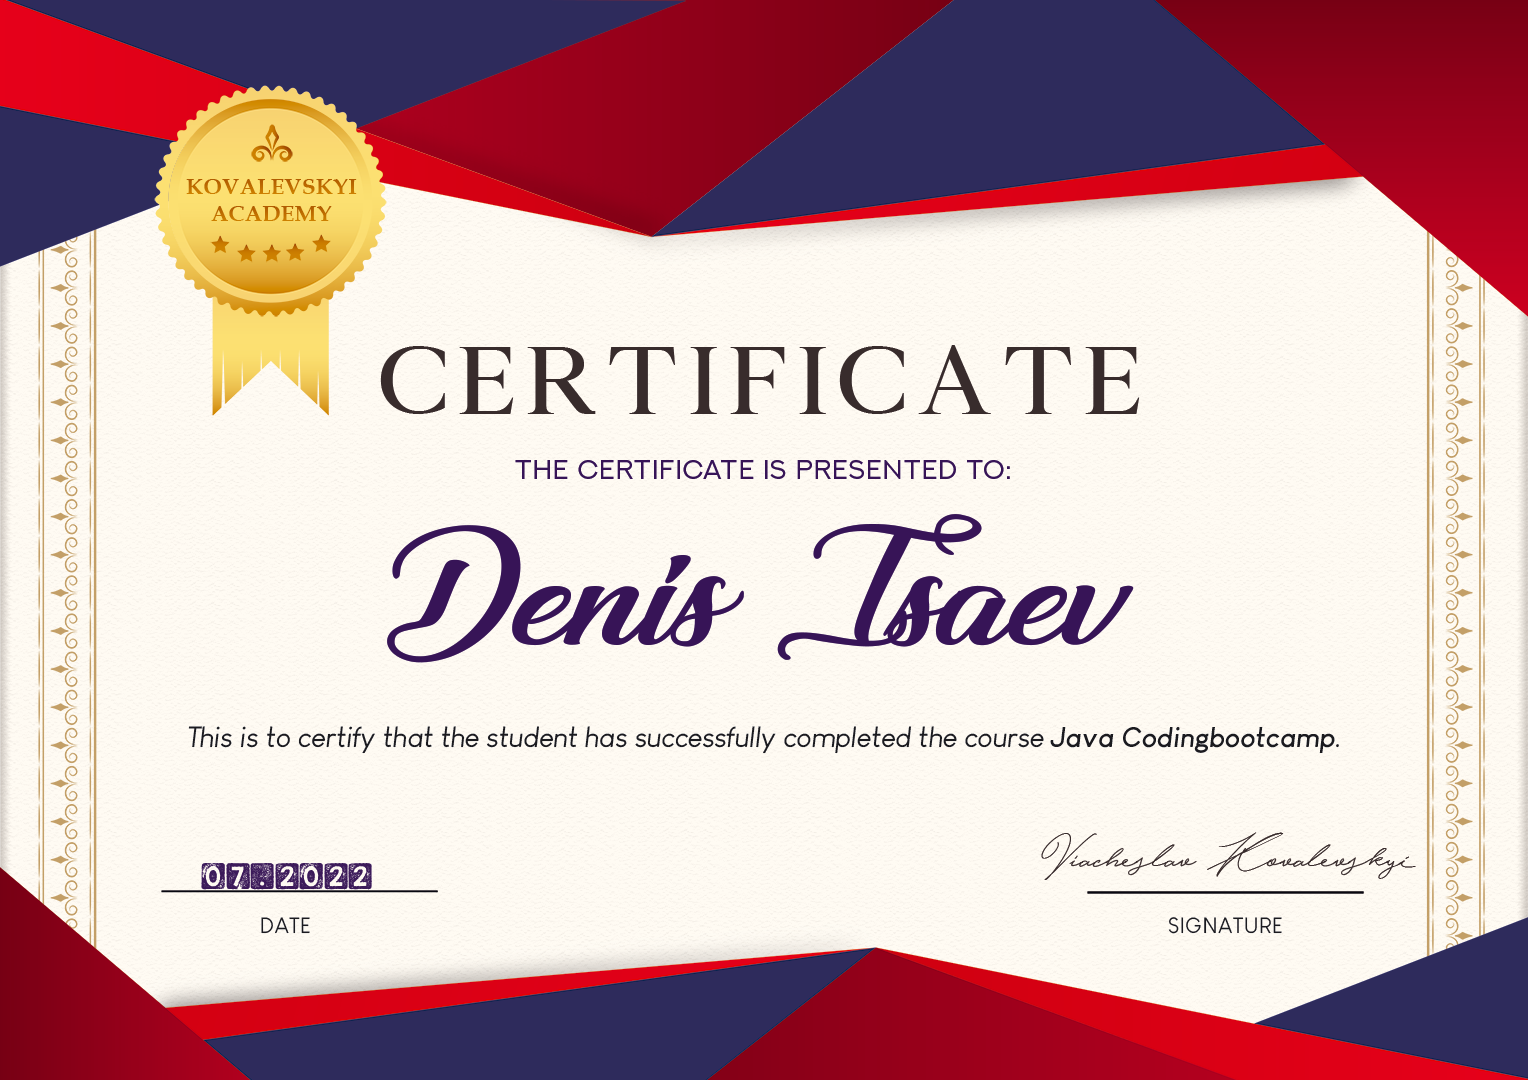 KOVALEVSKYI
ACADEMY
CERTIFICATE
THE CERTIFICATE IS PRESENTED TO:
Denis Isaev
This is to certify that the student has successfully completed the course Java Codingbootcamp.
07.2022
Viacheslav Kovalevskyi
DATE
SIGNATURE